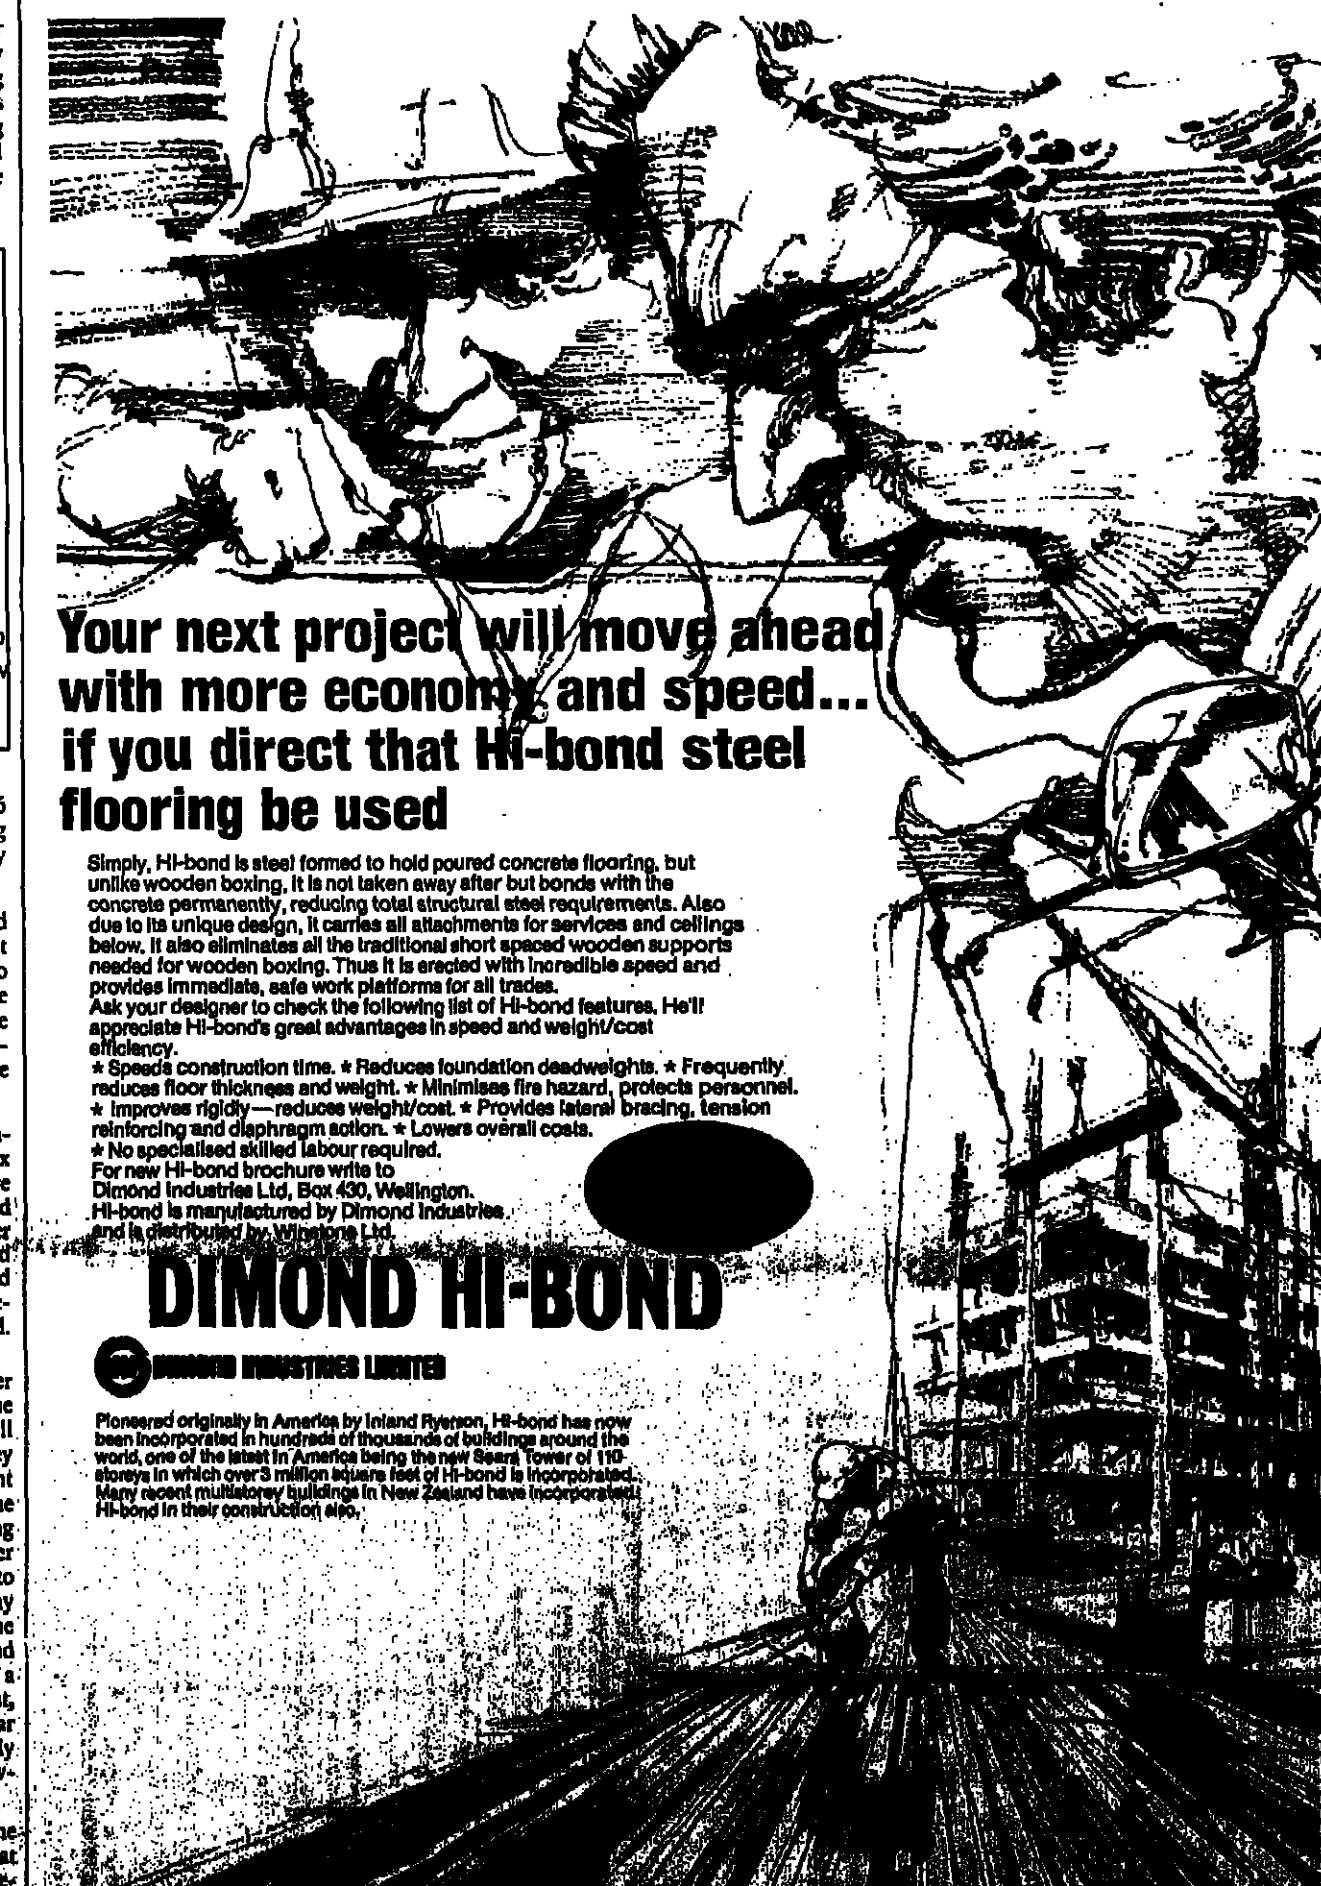 Your next project will move ahead
with more economy and speed...
if you direct that Hi-bond steel
flooring be used
Simply, Hi-bond is steel formed to hold poured concrete flooring, but
unlike wooden boxing, it is not taken away after but bonds with the
concrete permanently, reducing total structural steel requirements. Also
due to its unique design, it carries all attachments for services and ceilings
below. It also eliminates all the traditional short spaced wooden supports
needed for wooden boxing. Thus it is erected with incredible speed and
provides immediate, safe work platforms for all trades.
Ask your designer to check the following list of Hi-bond features. He'll
appreciate Hi-bond's great advantages in speed and weight/cost
efficiency.
★ Speeds construction time. ★ Reduces foundation deadweights. ★ Frequently
reduces floor thickness and weight. ★ Minimises fire hazard, protects personnel.
★ Improves rigidly—reduces weight/cost. ★ Provides lateral bracing, tension
reinforcing and diaphragm action. ★ Lowers overall costs.
★ No specialised skilled labour required.
For new Hi-bond brochure write to
Dimond Industries Ltd, Box 430, Wellington.
Hi-bond is manufactured by Dimond Industries
and is distributed by Winstone Ltd.
DIMOND HI-BOND
DIMOND INDUSTRIES LIMITED
Pioneered originally in America by Inland Ryerson, Hi-bond has now
been incorporated in hundreds of thousands of buildings around the
world, one of the latest in America being the new Sears Tower of 110-
storeys in which over 3 million square feet of Hi-bond is incorporated.
Many recent multistorey buildings in New Zealand have incorporated
Hi-bond in their construction also.